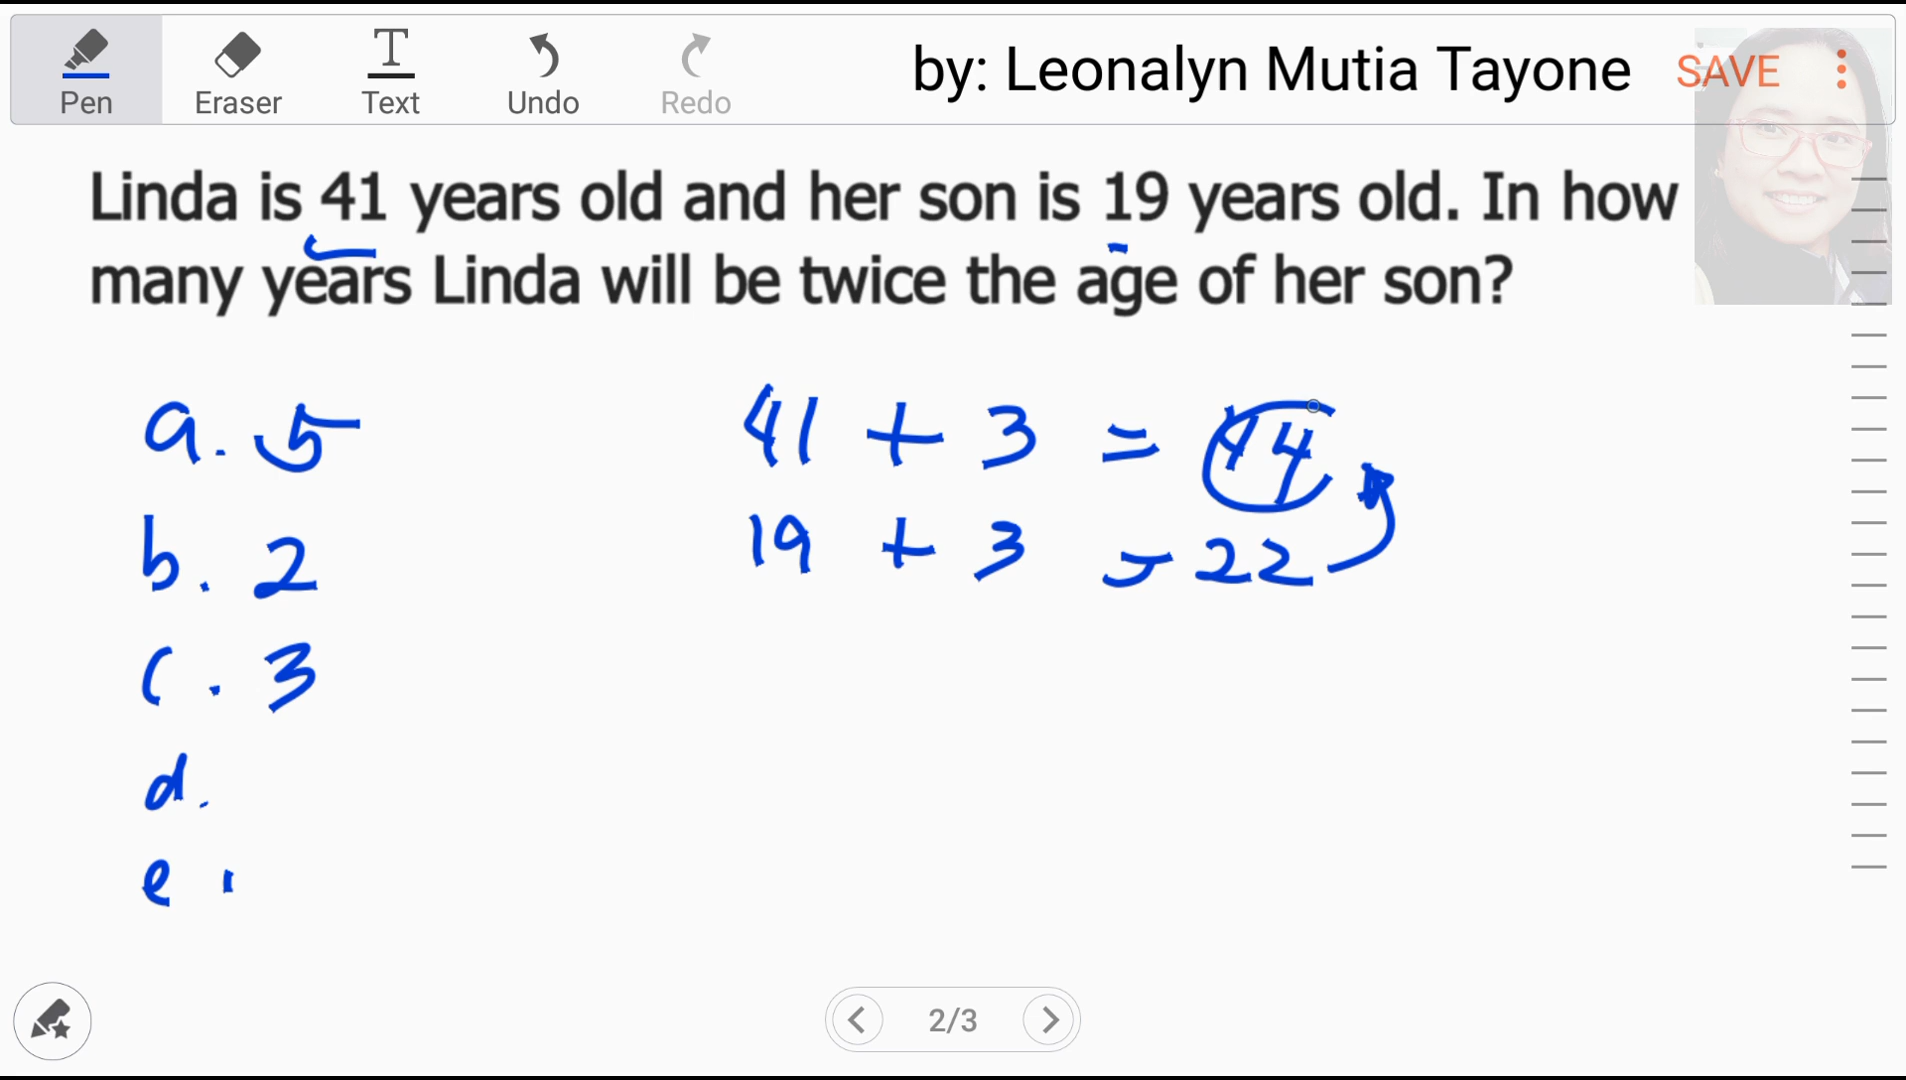 Pen Eraser Text Undo Redo by: Leonalyn Mutia Tayone SAVE
Linda is 41 years old and her son is 19 years old. In how
many years Linda will be twice the age of her son?
a. 5
b. 2
c. 3
d.
e.
41 + 3 = 44
19 + 3 = 22
2/3